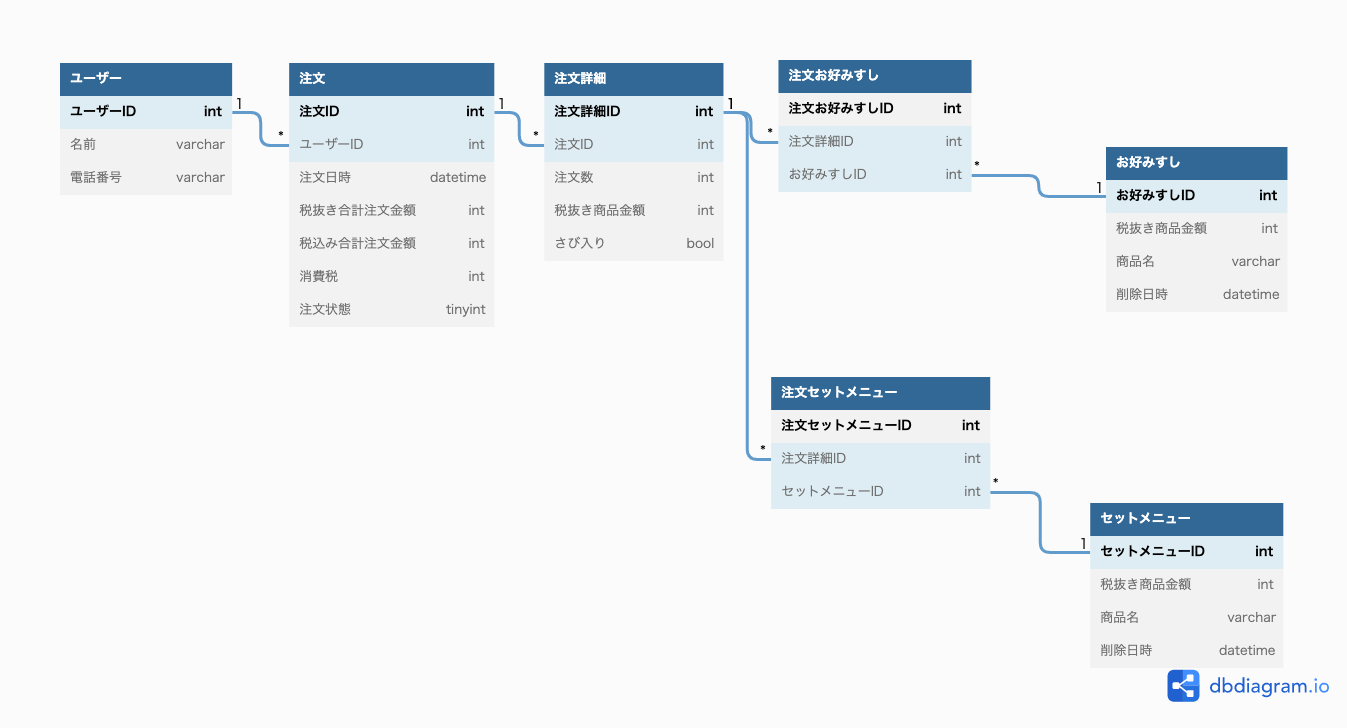 ユーザー
ユーザーID int
名前 varchar
電話番号 varchar
1
*
注文
注文ID int
ユーザーID int
注文日時 datetime
税抜き合計注文金額 int
税込み合計注文金額 int
消費税 int
注文状態 tinyint
1
*
注文詳細
注文詳細ID int
注文ID int
注文数 int
税抜き商品金額 int
さび入り bool
1
*
注文お好みすし
注文お好みすしID int
注文詳細ID int
お好みすしID int
*
1
お好みすし
お好みすしID int
税抜き商品金額 int
商品名 varchar
削除日時 datetime
*
注文セットメニュー
注文セットメニューID int
注文詳細ID int
セットメニューID int
*
1
セットメニュー
セットメニューID int
税抜き商品金額 int
商品名 varchar
削除日時 datetime
dbdiagram.io